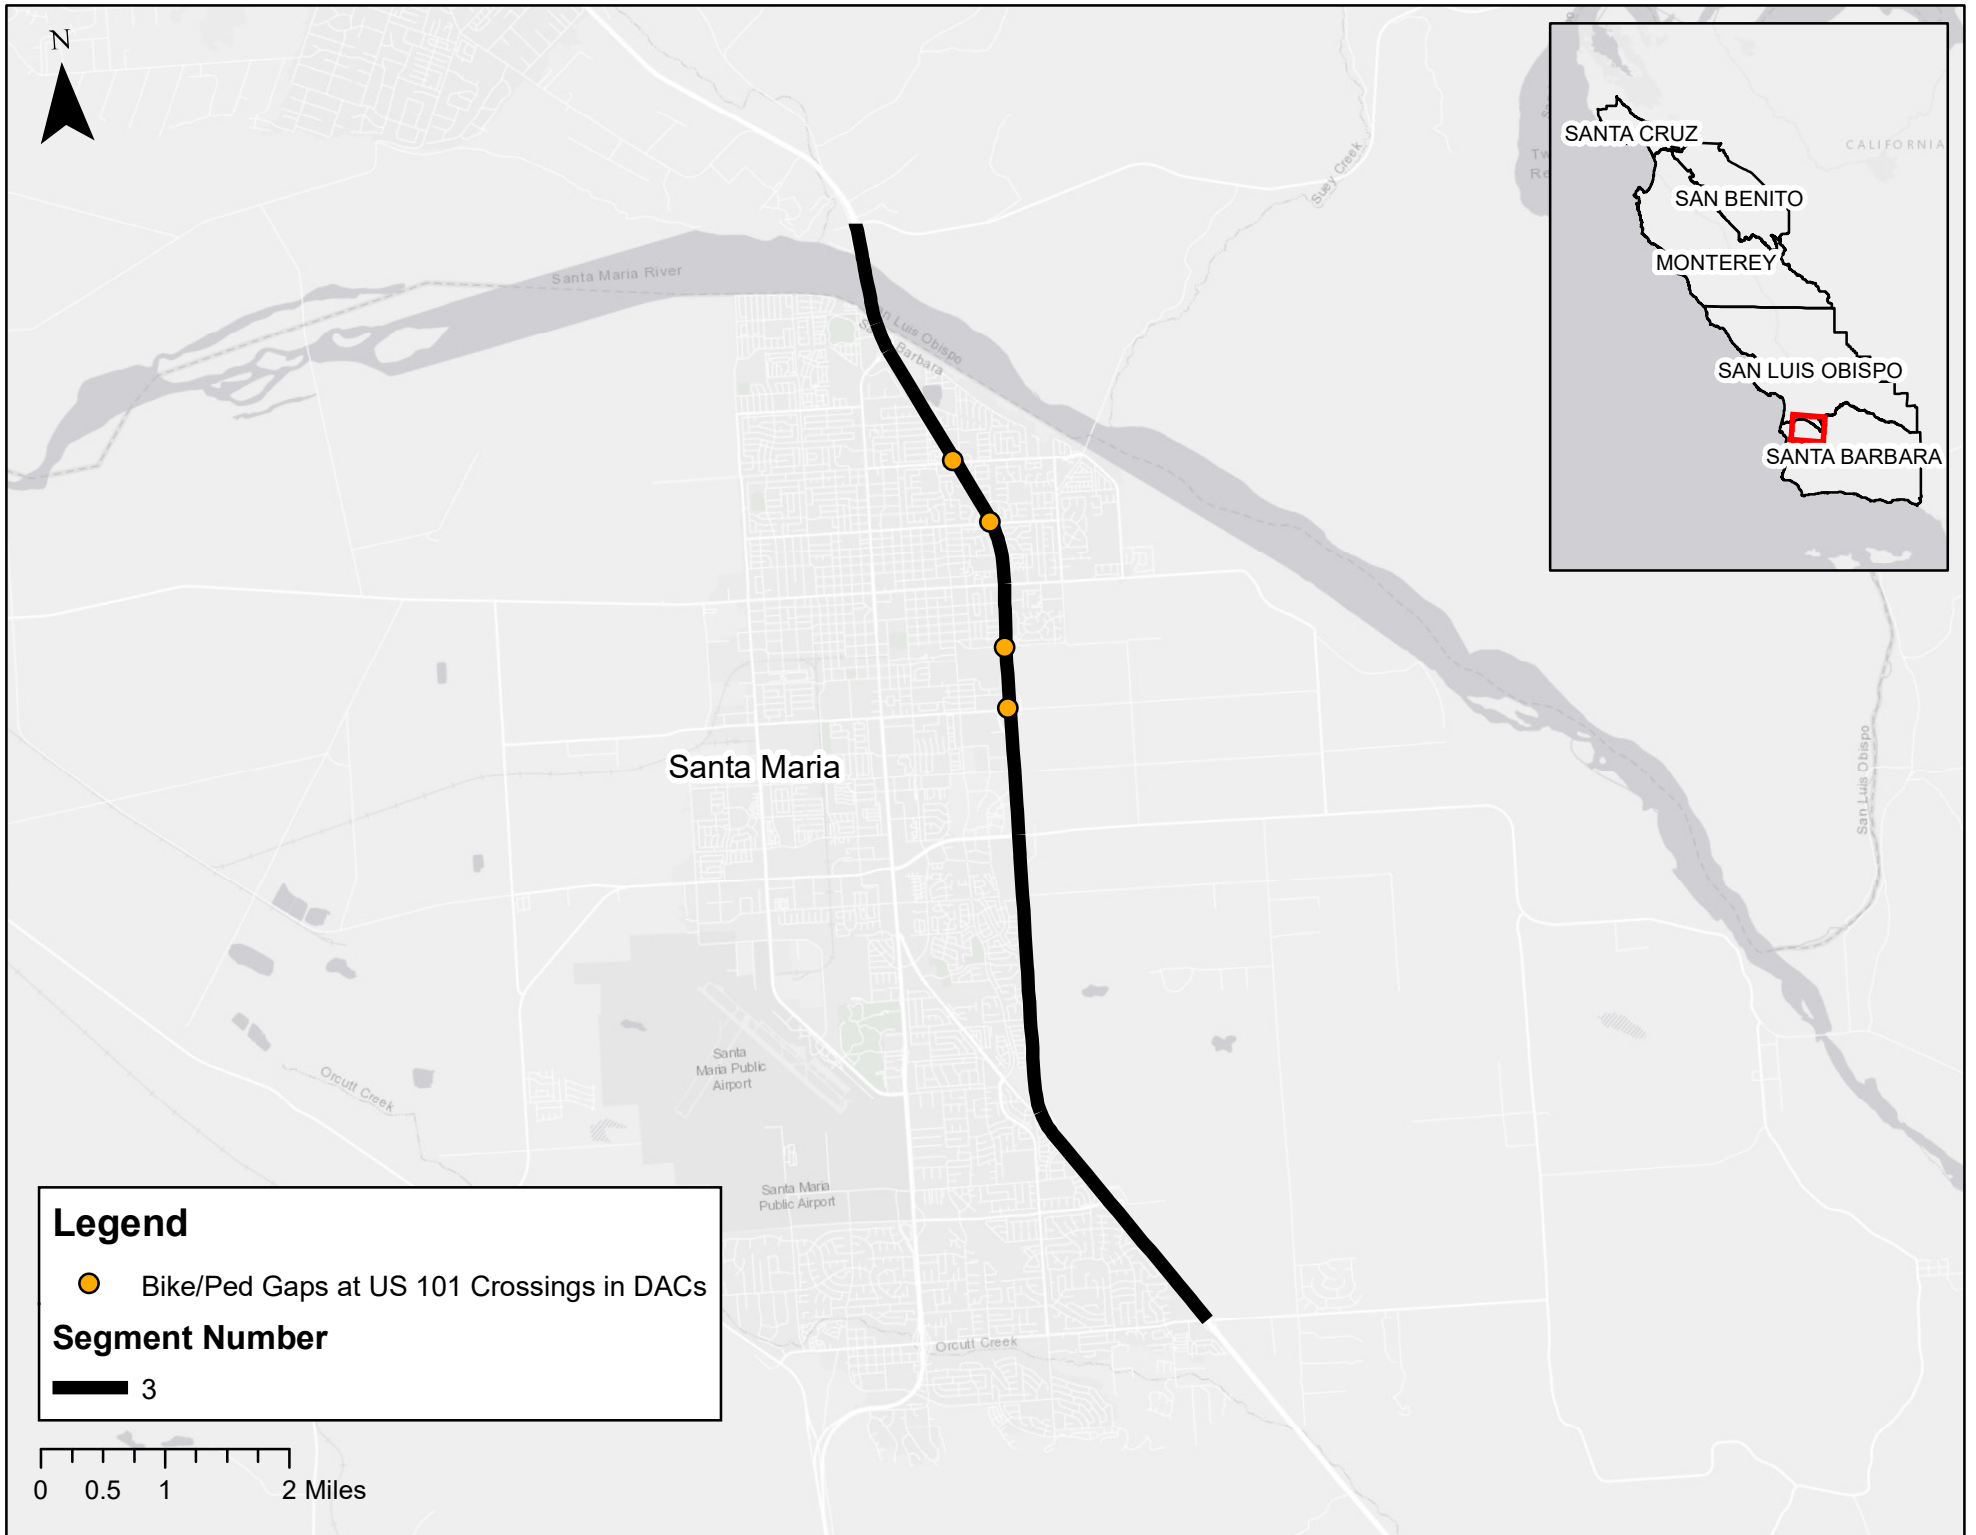 N
Suey Creek
Santa Maria River
San Luis Obispo
Barbara
Santa Maria
San Luis Obispo
Santa
Maria Public
Airport
Orcutt Creek
Santa Maria
Public Airport
Orcutt Creek
SANTA CRUZ
CALIFORNIA
SAN BENITO
MONTEREY
SAN LUIS OBISPO
SANTA BARBARA
Legend
Bike/Ped Gaps at US 101 Crossings in DACs
Segment Number
3
0 0.5 1 2 Miles